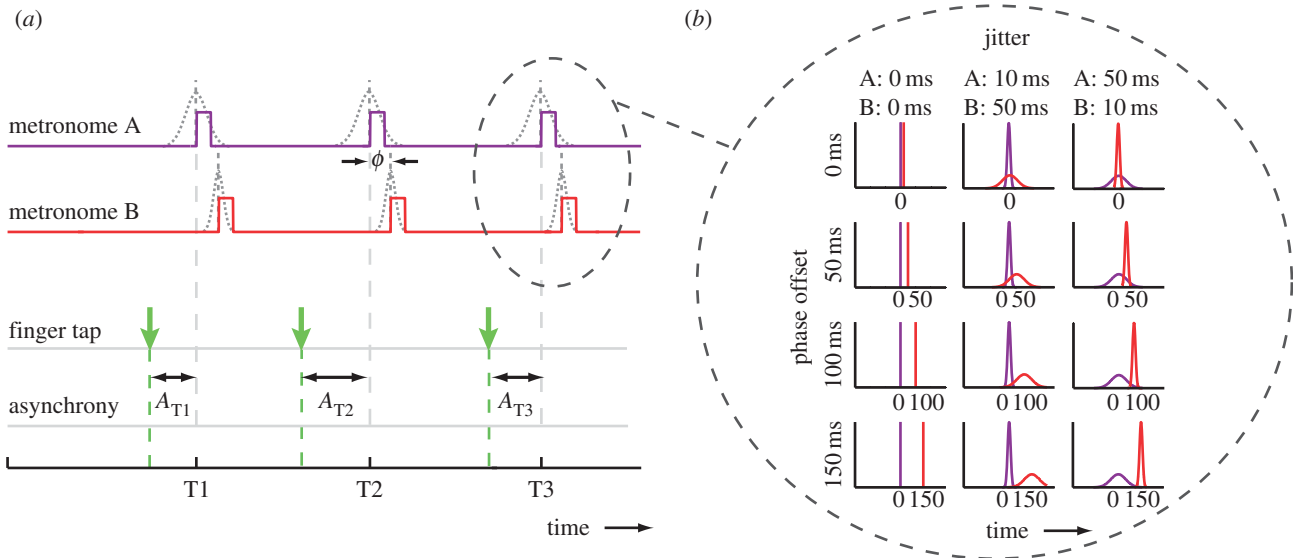 (a)
metronome A
ϕ
metronome B
finger tap
asynchrony
A_T1
A_T2
A_T3
T1
T2
T3
time
(b)
jitter
A: 0 ms
B: 0 ms
A: 10 ms
B: 50 ms
A: 50 ms
B: 10 ms
phase offset
0 ms
0
0
0
50 ms
0 50
0 50
0 50
100 ms
0 100
0 100
0 100
150 ms
0 150
0 150
0 150
time